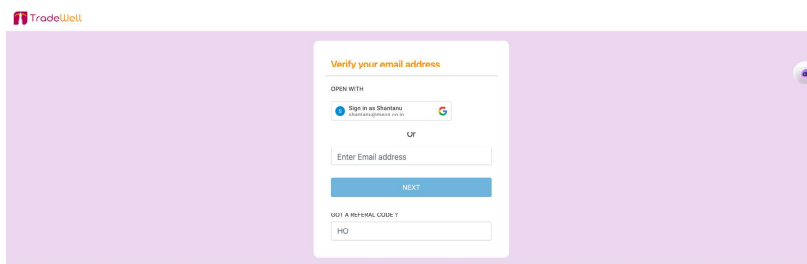 TradeWell
Verify your email address
OPEN WITH
S
Sign in as Shantanu
G
or
Enter Email address
NEXT
GOT A REFERAL CODE ?
HO